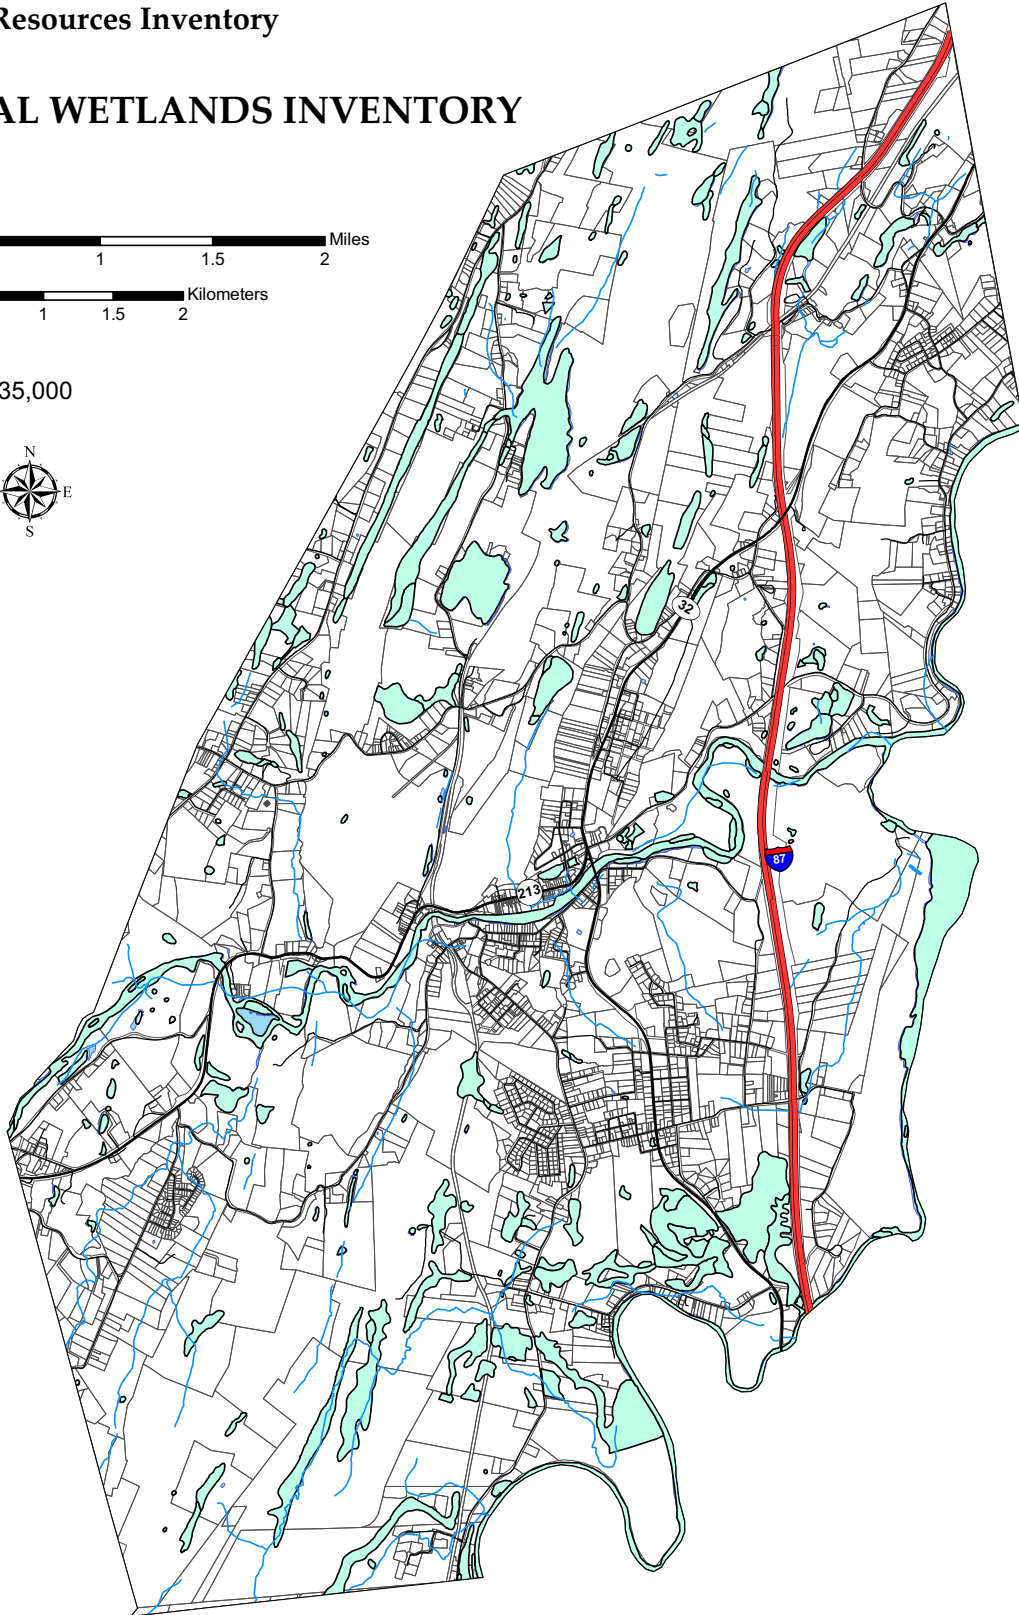 Resources Inventory
AL WETLANDS INVENTORY
Miles
1 1.5 2
Kilometers
1 1.5 2
35,000
N
E
S
32
87
213